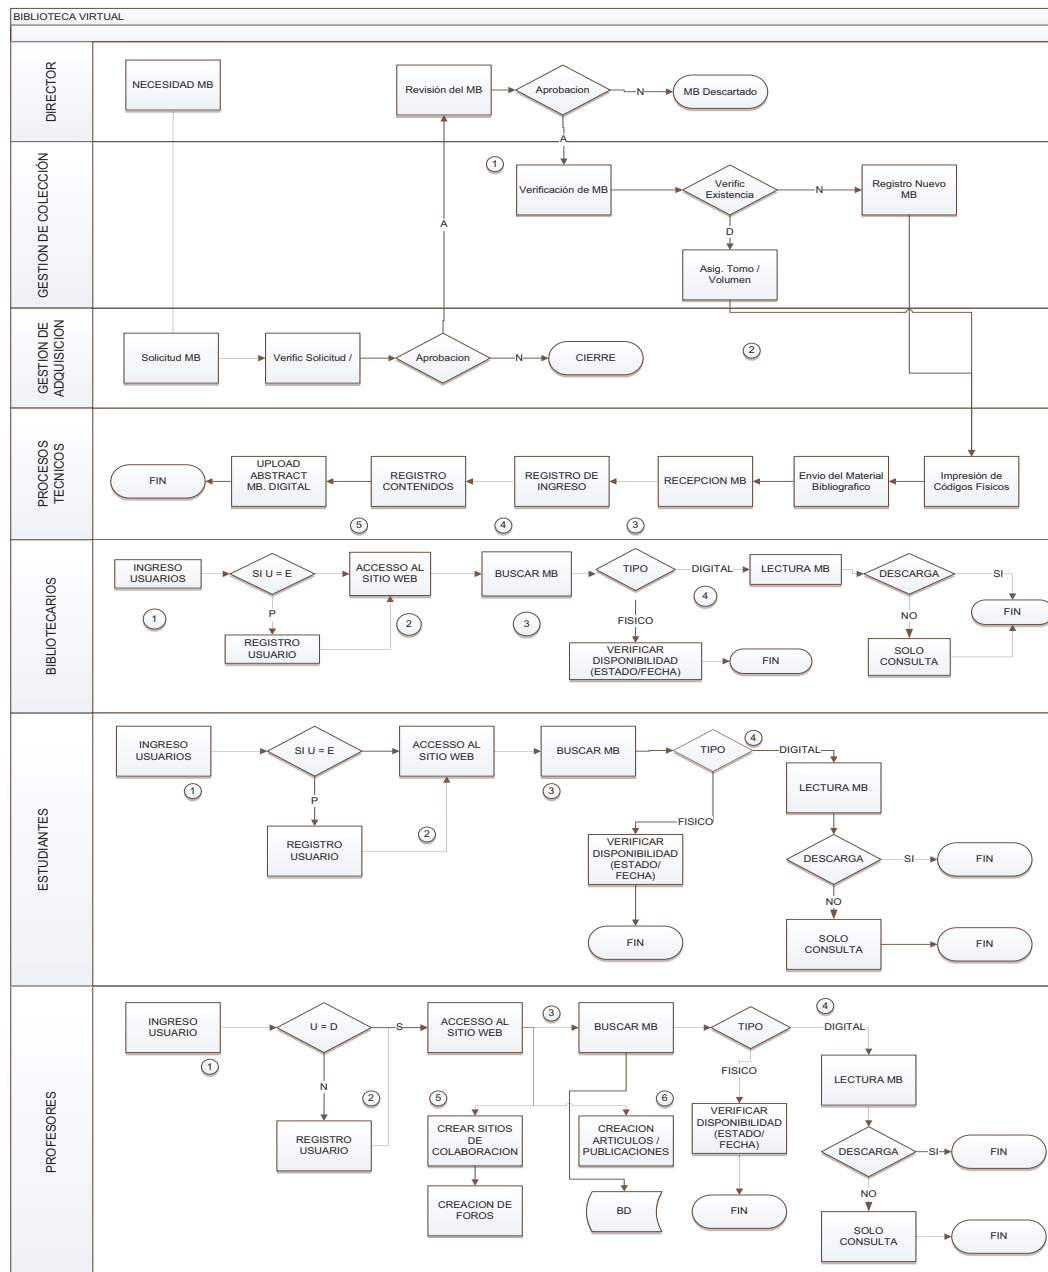 BIBLIOTECA VIRTUAL
DIRECTOR
NECESIDAD MB
Revisión del MB
Aprobacion
N
MB Descartado
A
GESTION DE COLECCIÓN
1
Verificación de MB
Verific
Existencia
N
Registro Nuevo
MB
A
D
Asig. Tomo /
Volumen
GESTION DE
ADQUISICION
Solicitud MB
Verific Solicitud /
Aprobacion
N
CIERRE
2
PROCESOS
TECNICOS
FIN
UPLOAD
ABSTRACT
MB. DIGITAL
REGISTRO
CONTENIDOS
REGISTRO DE
INGRESO
RECEPCION MB
Envio del Material
Bibliografico
Impresión de
Códigos Físicos
5
4
3
BIBLIOTECARIOS
INGRESO
USUARIOS
SI U = E
ACCESSO AL
SITIO WEB
BUSCAR MB
TIPO
DIGITAL
LECTURA MB
DESCARGA
SI
FIN
1
P
2
3
4
FISICO
NO
REGISTRO
USUARIO
VERIFICAR
DISPONIBILIDAD
(ESTADO/FECHA)
FIN
SOLO
CONSULTA
ESTUDIANTES
INGRESO
USUARIOS
SI U = E
ACCESSO AL
SITIO WEB
BUSCAR MB
TIPO
4
DIGITAL
LECTURA MB
1
P
2
3
FISICO
REGISTRO
USUARIO
VERIFICAR
DISPONIBILIDAD
(ESTADO/
FECHA)
DESCARGA
SI
FIN
NO
FIN
SOLO
CONSULTA
FIN
PROFESORES
INGRESO
USUARIO
U = D
S
ACCESSO AL
SITIO WEB
3
BUSCAR MB
TIPO
4
DIGITAL
1
N
2
5
6
FISICO
LECTURA MB
REGISTRO
USUARIO
CREAR SITIOS
DE
COLABORACION
CREACION
ARTICULOS /
PUBLICACIONES
VERIFICAR
DISPONIBILIDAD
(ESTADO/
FECHA)
DESCARGA
SI
FIN
NO
CREACION DE
FOROS
BD
FIN
SOLO
CONSULTA
FIN